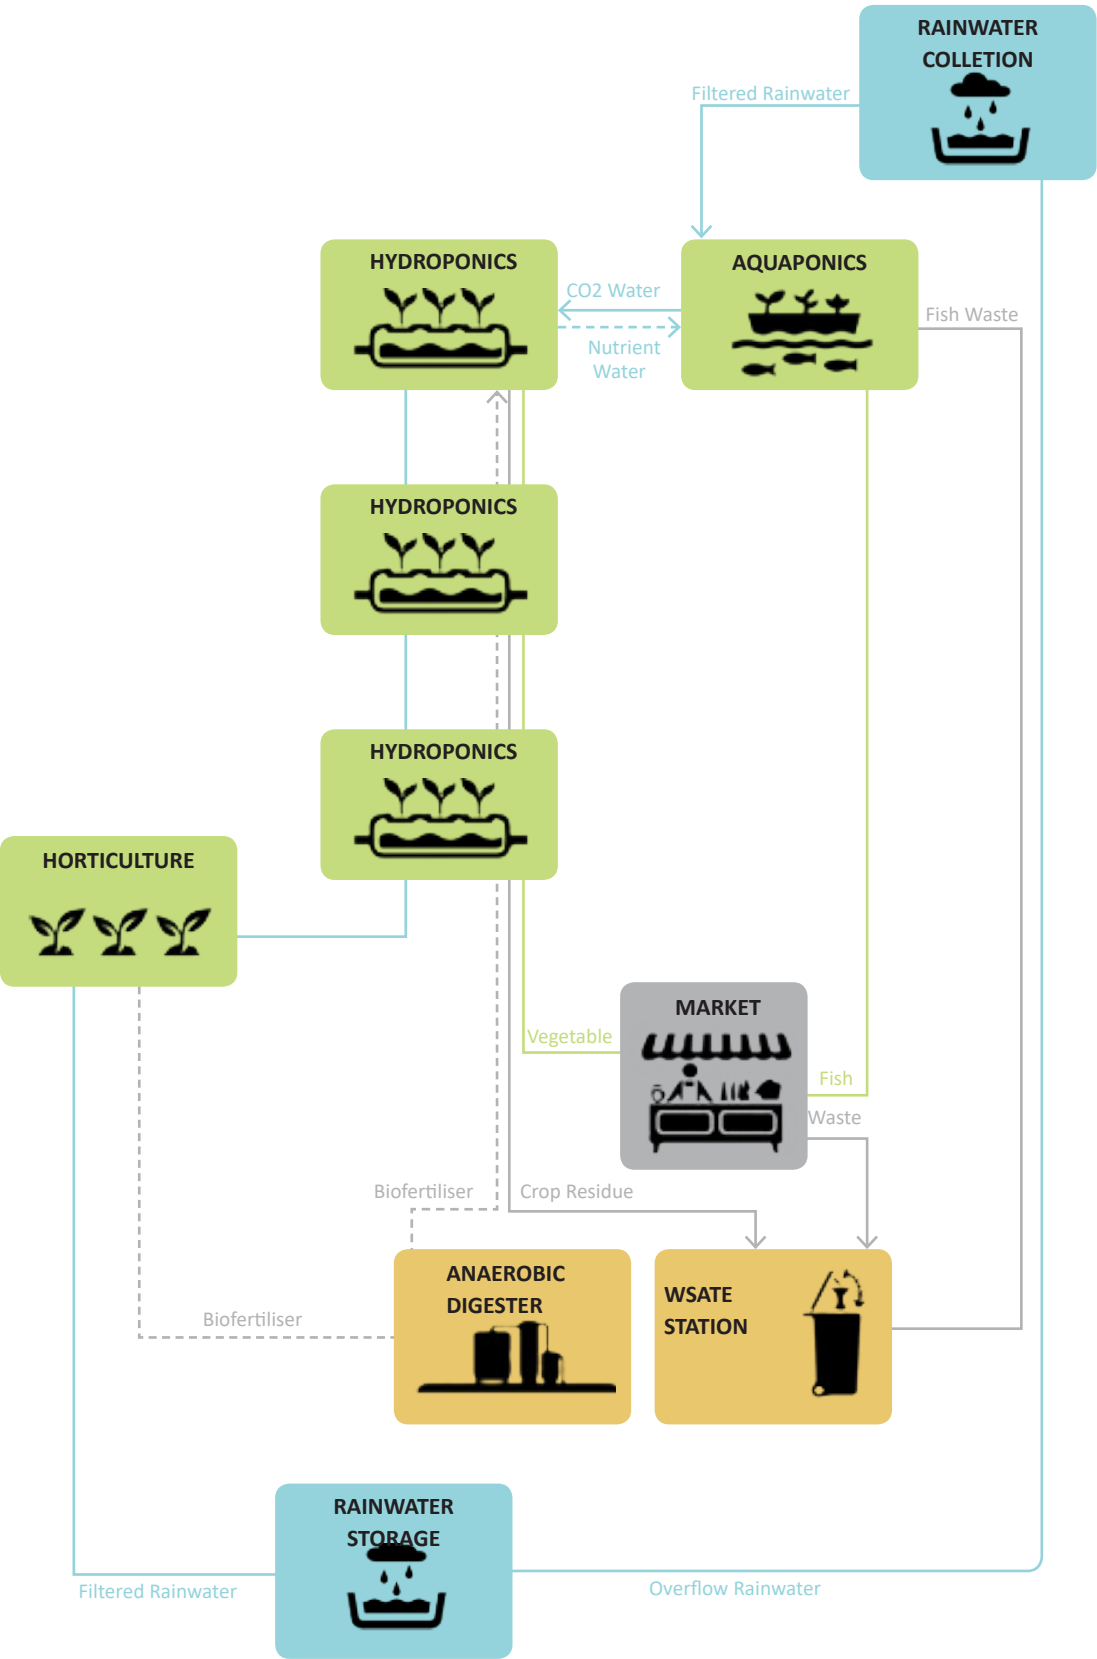 RAINWATER
COLLETION
Filtered Rainwater
HYDROPONICS
AQUAPONICS
CO2 Water
Fish Waste
Nutrient
Water
HYDROPONICS
HYDROPONICS
HORTICULTURE
MARKET
Vegetable
Fish
Waste
Biofertiliser
Crop Residue
ANAEROBIC
DIGESTER
WSATE
STATION
Biofertiliser
RAINWATER
STORAGE
Filtered Rainwater
Overflow Rainwater